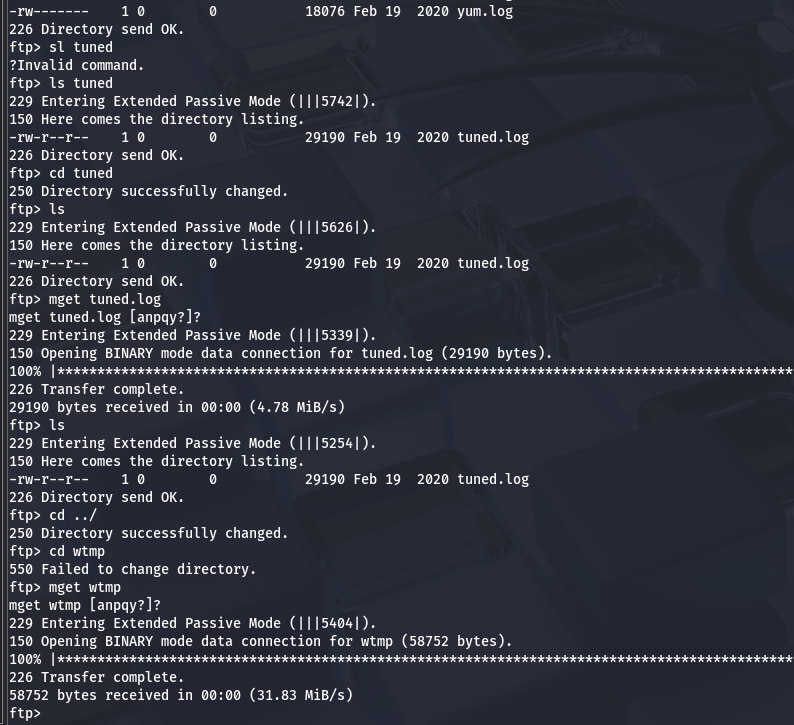 -rw-------    1 0        0           18076 Feb 19  2020 yum.log
226 Directory send OK.
ftp> sl tuned
?Invalid command.
ftp> ls tuned
229 Entering Extended Passive Mode (|||5742|).
150 Here comes the directory listing.
-rw-r--r--    1 0        0           29190 Feb 19  2020 tuned.log
226 Directory send OK.
ftp> cd tuned
250 Directory successfully changed.
ftp> ls
229 Entering Extended Passive Mode (|||5626|).
150 Here comes the directory listing.
-rw-r--r--    1 0        0           29190 Feb 19  2020 tuned.log
226 Directory send OK.
ftp> mget tuned.log
mget tuned.log [anpqy?]?
229 Entering Extended Passive Mode (|||5339|).
150 Opening BINARY mode data connection for tuned.log (29190 bytes).
100% |********************************************************************************************
226 Transfer complete.
29190 bytes received in 00:00 (4.78 MiB/s)
ftp> ls
229 Entering Extended Passive Mode (|||5254|).
150 Here comes the directory listing.
-rw-r--r--    1 0        0           29190 Feb 19  2020 tuned.log
226 Directory send OK.
ftp> cd ../
250 Directory successfully changed.
ftp> cd wtmp
550 Failed to change directory.
ftp> mget wtmp
mget wtmp [anpqy?]?
229 Entering Extended Passive Mode (|||5404|).
150 Opening BINARY mode data connection for wtmp (58752 bytes).
100% |********************************************************************************************
226 Transfer complete.
58752 bytes received in 00:00 (31.83 MiB/s)
ftp>